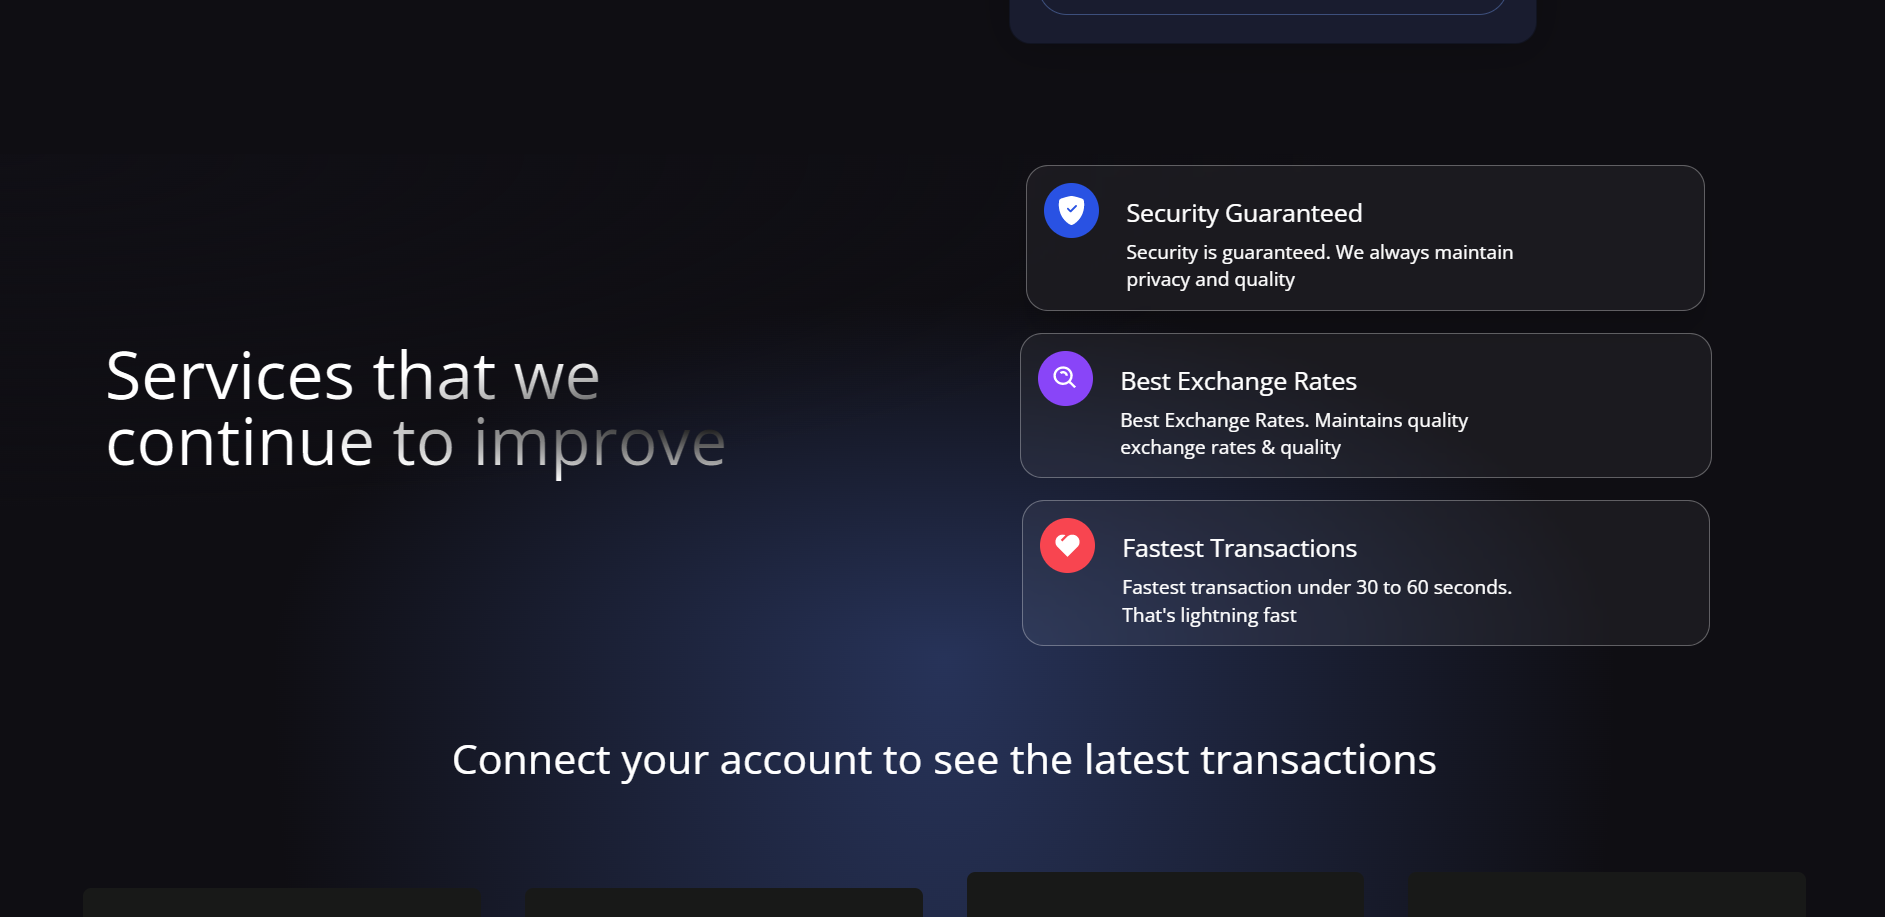 Services that we
continue to improve
Security Guaranteed
Security is guaranteed. We always maintain
privacy and quality
Best Exchange Rates
Best Exchange Rates. Maintains quality
exchange rates & quality
Fastest Transactions
Fastest transaction under 30 to 60 seconds.
That's lightning fast
Connect your account to see the latest transactions